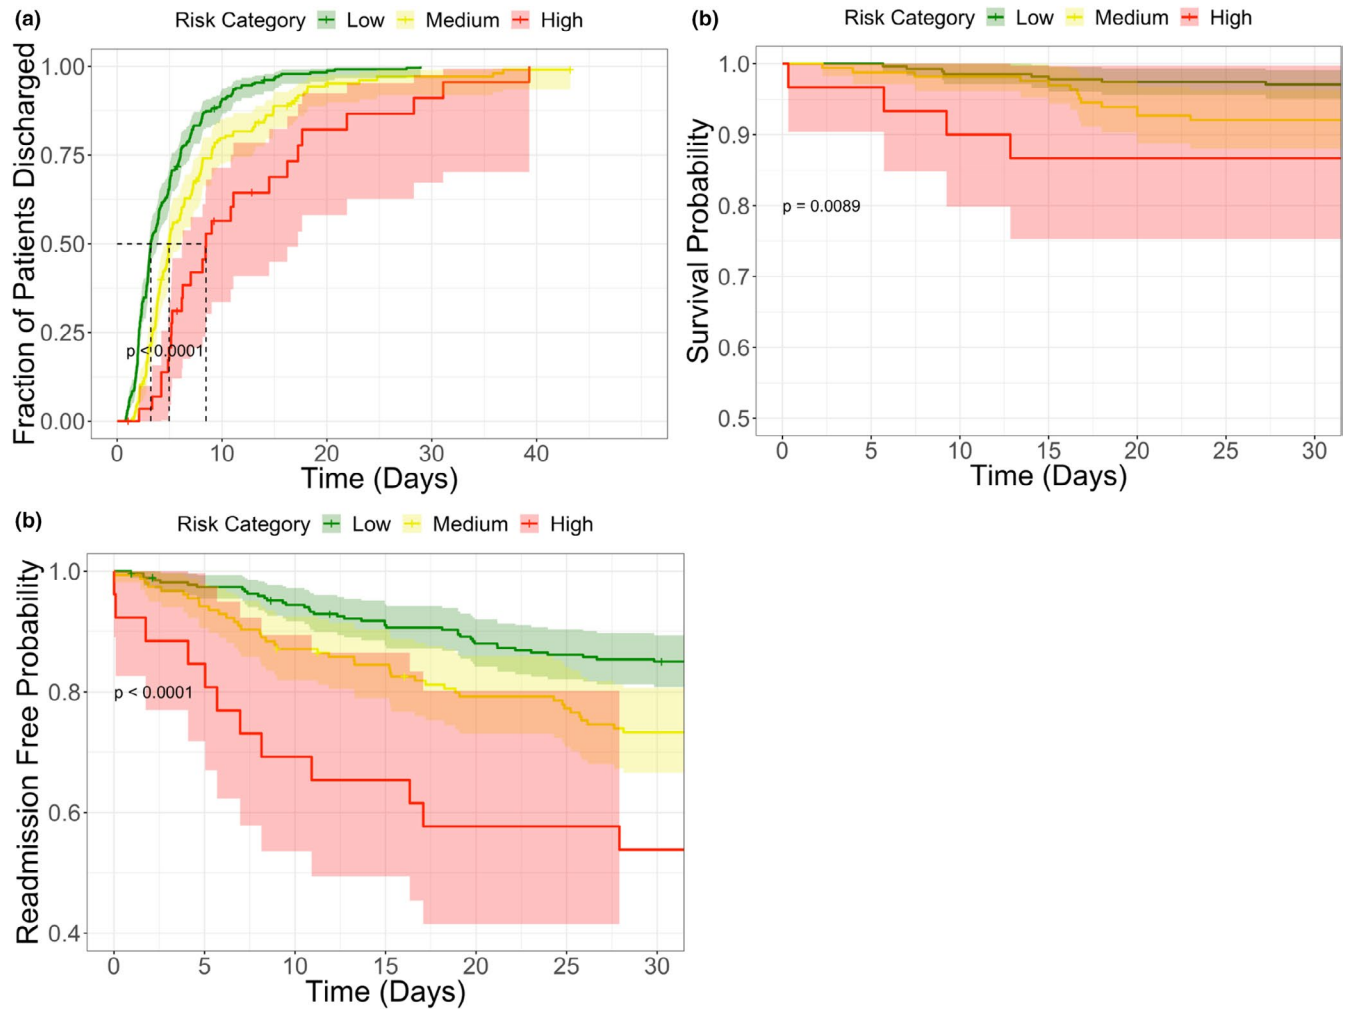 (a) Risk Category Low Medium High
Fraction of Patients Discharged
1.00
0.75
0.50
0.25
0.00
p < 0.0001
0 10 20 30 40
Time (Days)
(b) Risk Category Low Medium High
Survival Probability
1.0
0.9
0.8
0.7
0.6
0.5
p = 0.0089
0 5 10 15 20 25 30
Time (Days)
(b) Risk Category Low Medium High
Readmission Free Probability
1.0
0.8
0.6
0.4
p < 0.0001
0 5 10 15 20 25 30
Time (Days)